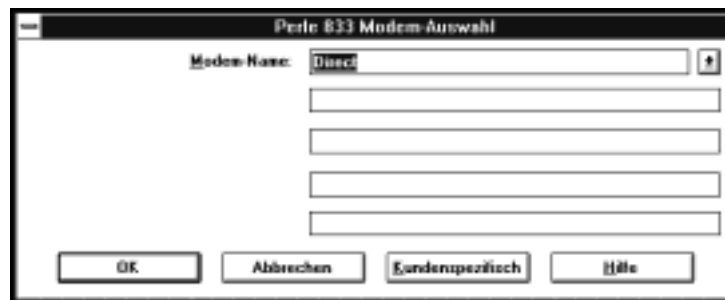 Perle 833 Modem-Auswahl
Modem-Name: Direct
OK Abbrechen Kundenspezifisch Hilfe